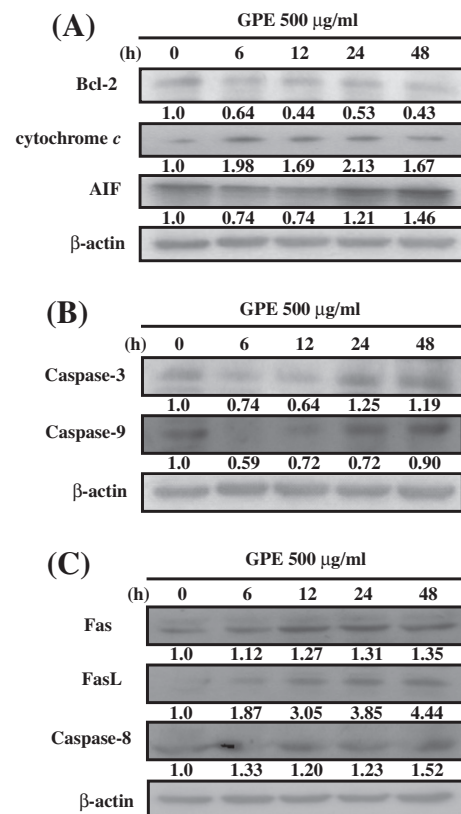 (A)
GPE 500 µg/ml
(h) 0 6 12 24 48
Bcl-2
1.0 0.64 0.44 0.53 0.43
cytochrome c
1.0 1.98 1.69 2.13 1.67
AIF
1.0 0.74 0.74 1.21 1.46
β-actin
(B)
GPE 500 µg/ml
(h) 0 6 12 24 48
Caspase-3
1.0 0.74 0.64 1.25 1.19
Caspase-9
1.0 0.59 0.72 0.72 0.90
β-actin
(C)
GPE 500 µg/ml
(h) 0 6 12 24 48
Fas
1.0 1.12 1.27 1.31 1.35
FasL
1.0 1.87 3.05 3.85 4.44
Caspase-8
1.0 1.33 1.20 1.23 1.52
β-actin